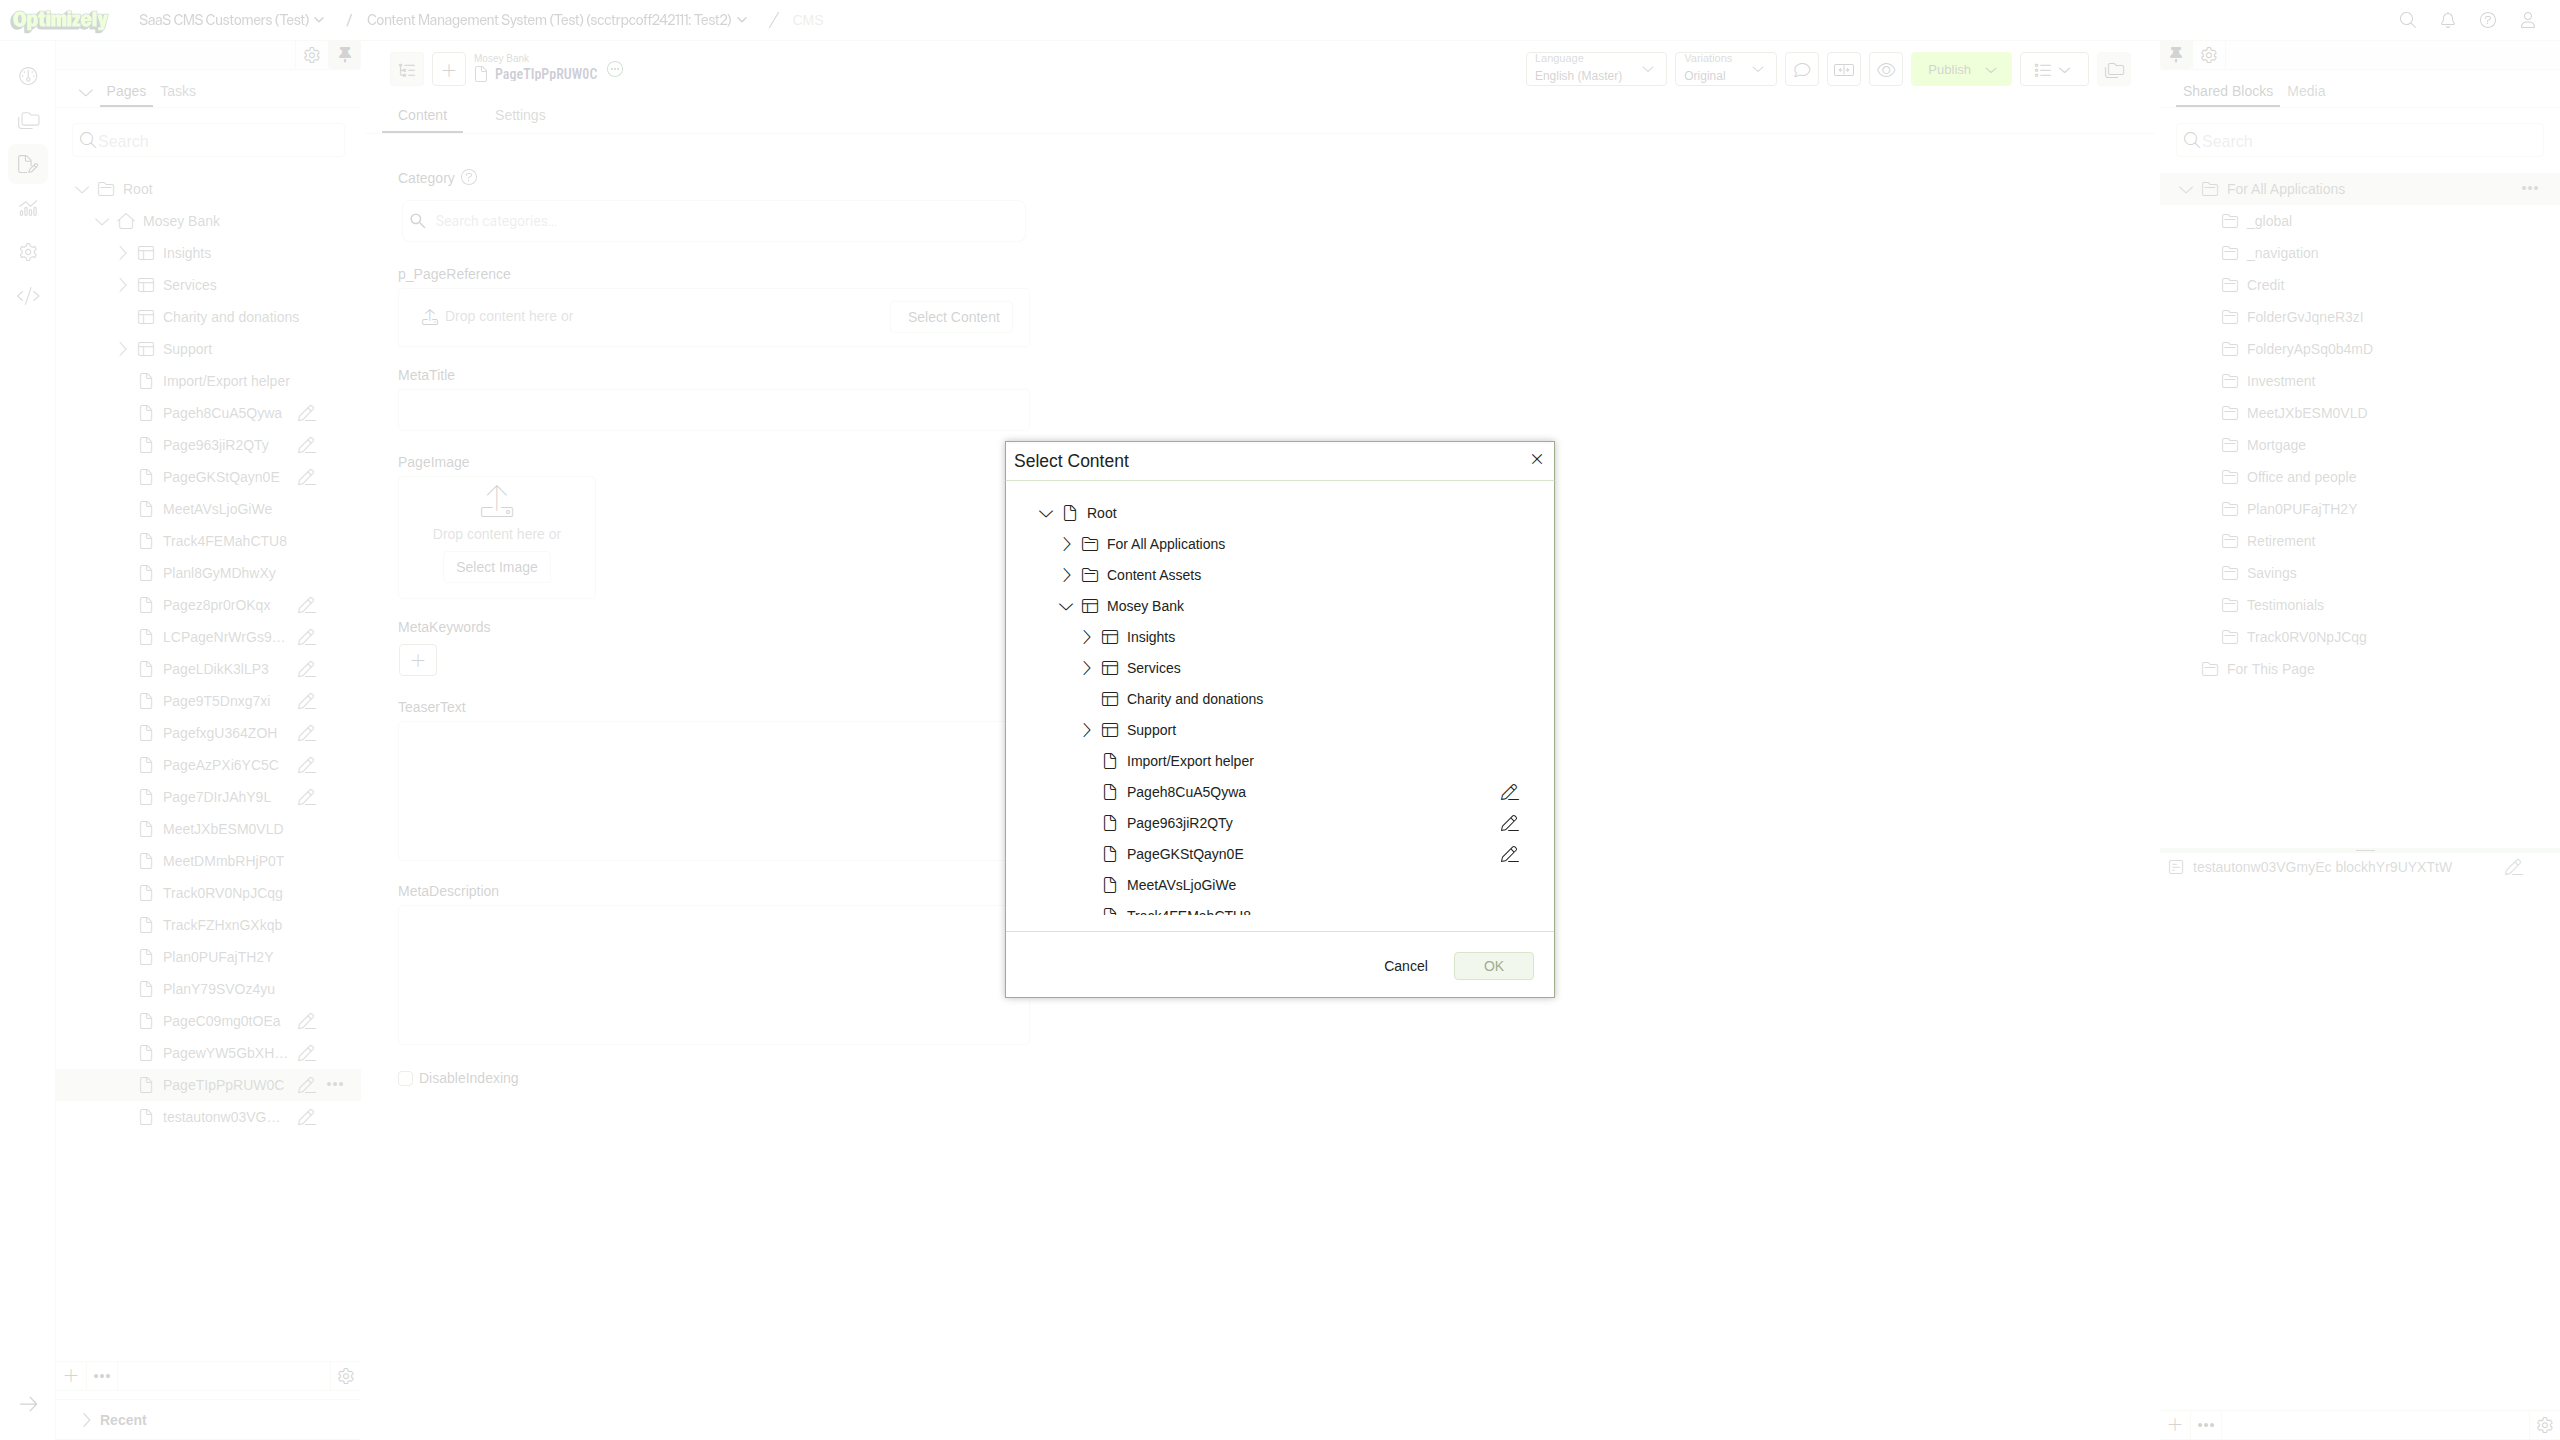 Optimizely
SaaS CMS Customers (Test) / Content Management System (Test) (scctrpcoff242111: Test2) / CMS
Pages Tasks
Search
Root
Mosey Bank
Insights
Services
Charity and donations
Support
Import/Export helper
Pageh8CuA5Qywa
Page963jiR2QTy
PageGKStQayn0E
MeetAVsLjoGiWe
Track4FEMahCTU8
Planl8GyMDhwXy
Pagez8pr0rOKqx
LCPageNrWrGs9...
PageLDikK3lLP3
Page9T5Dnxg7xi
PagefxgU364ZOH
PageAzPXi6YC5C
Page7DIrJAhY9L
MeetJXbESM0VLD
MeetDMmbRHjP0T
Track0RV0NpJCqg
TrackFZHxnGXkqb
Plan0PUFajTH2Y
PlanY79SVOz4yu
PageC09mg0tOEa
PagewYW5GbXH...
PageTIpPpRUW0C
testautonw03VG...
Recent
Mosey Bank
PageTIpPpRUW0C
Language
English (Master)
Variations
Original
Publish
Content Settings
Category
Search categories...
p_PageReference
Drop content here or Select Content
MetaTitle
PageImage
Drop content here or
Select Image
MetaKeywords
TeaserText
MetaDescription
DisableIndexing
Select Content
Root
For All Applications
Content Assets
Mosey Bank
Insights
Services
Charity and donations
Support
Import/Export helper
Pageh8CuA5Qywa
Page963jiR2QTy
PageGKStQayn0E
MeetAVsLjoGiWe
Track4FEMahCTU8
Cancel OK
Shared Blocks Media
Search
For All Applications
_global
_navigation
Credit
FolderGvJqneR3zI
FolderyApSq0b4mD
Investment
MeetJXbESM0VLD
Mortgage
Office and people
Plan0PUFajTH2Y
Retirement
Savings
Testimonials
Track0RV0NpJCqg
For This Page
testautonw03VGmyEc blockhYr9UYXTtW